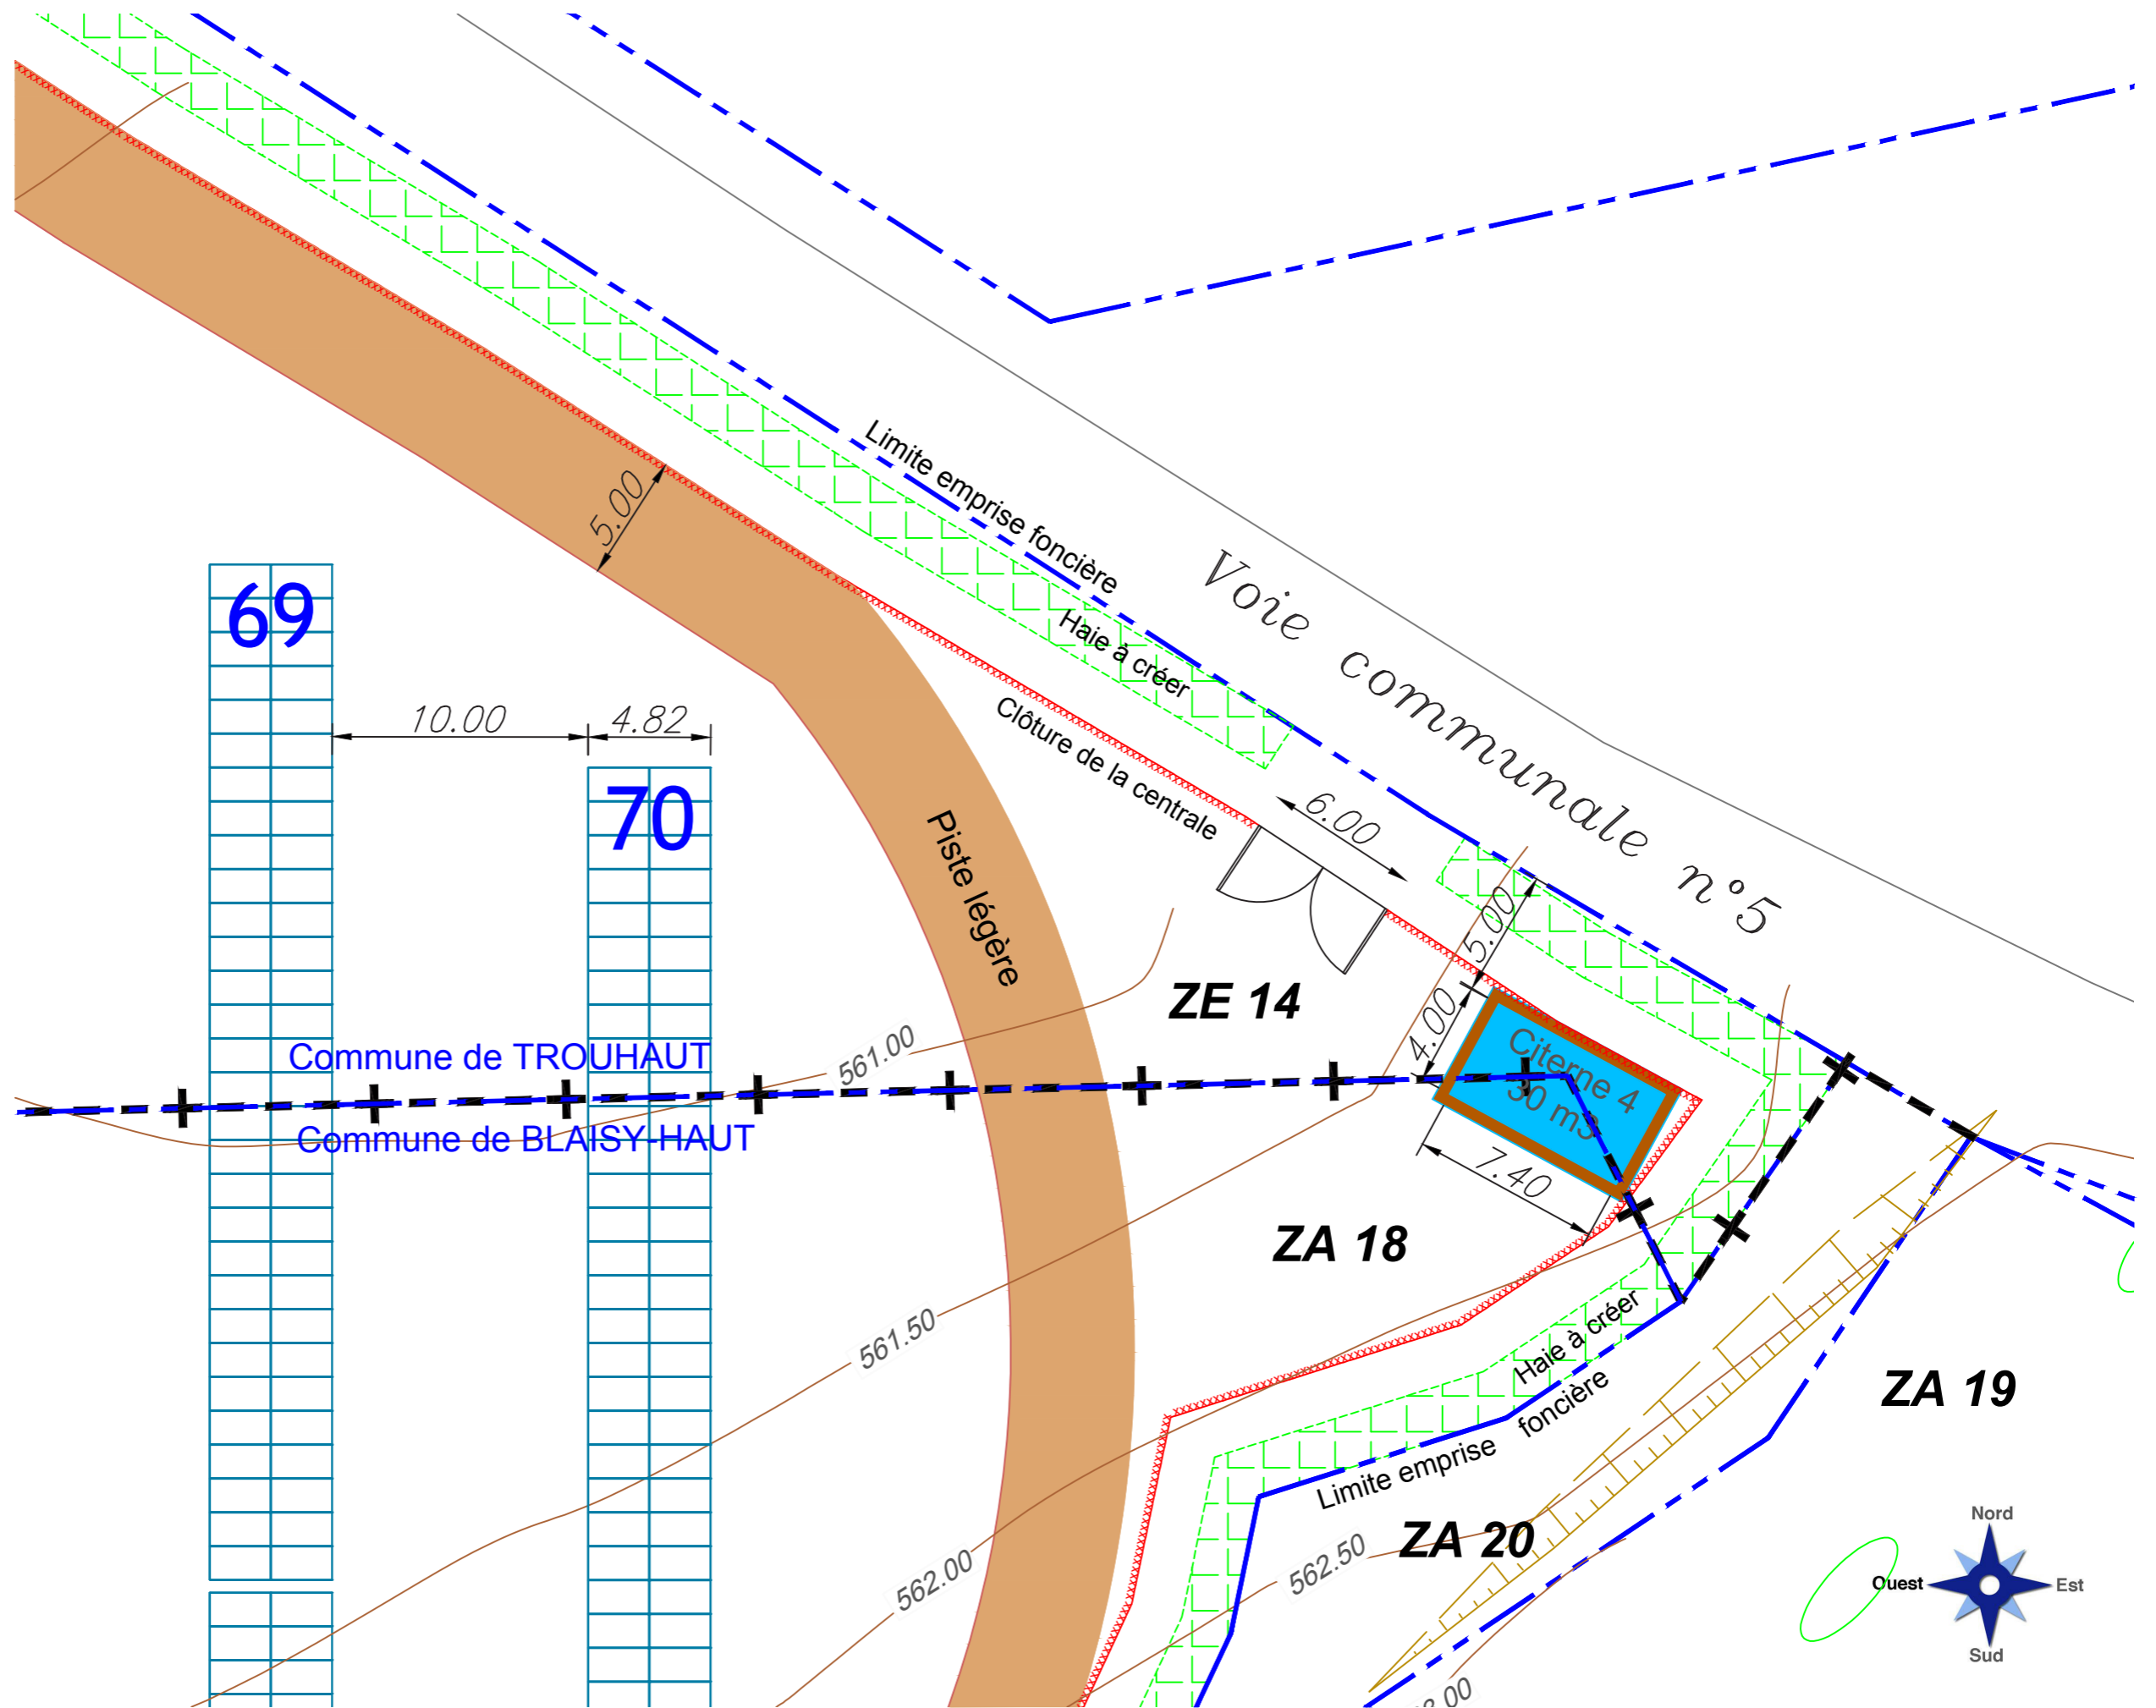 Limite emprise foncière
Voie communale n°5
Haie à créer
Clôture de la centrale
5.00
69
10.00
4.82
70
6.00
Piste légère
5.00
ZE 14
4.00
Citerne 4
30 m3
Commune de TROUHAUT
561.00
Commune de BLAISY-HAUT
7.40
ZA 18
561.50
Haie à créer
Limite emprise foncière
ZA 19
ZA 20
562.00
562.50
Nord
Ouest
Est
Sud